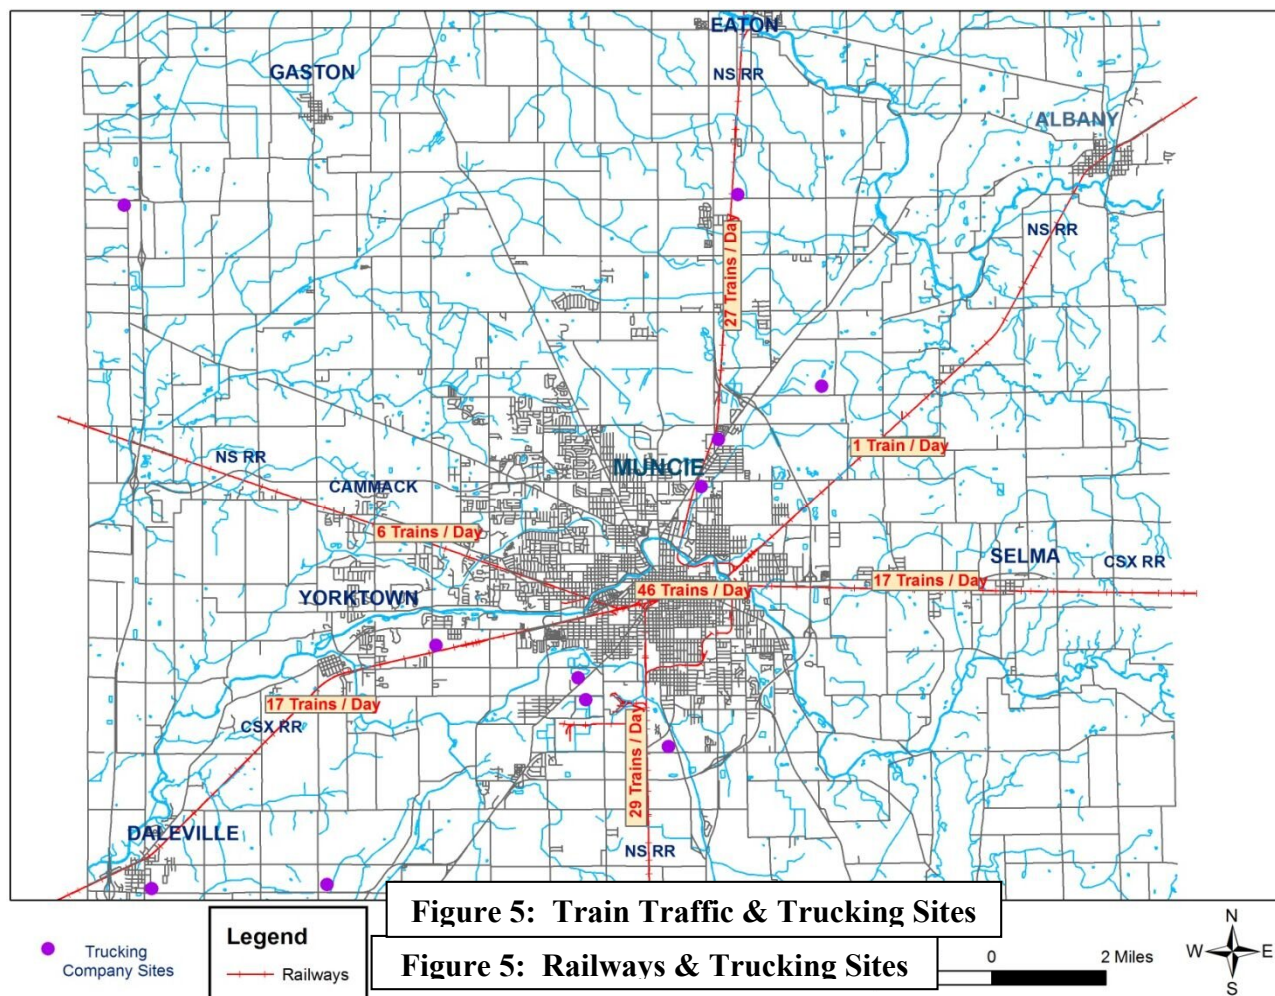 EATON
GASTON
NS RR
ALBANY
NS RR
27 Trains / Day
1 Train / Day
MUNCIE
NS RR
CAMMACK
6 Trains / Day
SELMA
CSX RR
17 Trains / Day
46 Trains / Day
YORKTOWN
17 Trains / Day
CSX RR
29 Trains / Day
DALEVILLE
NS RR
Figure 5: Train Traffic & Trucking Sites
Figure 5: Railways & Trucking Sites
Trucking
Company Sites
Legend
Railways
0 2 Miles
N
W E
S